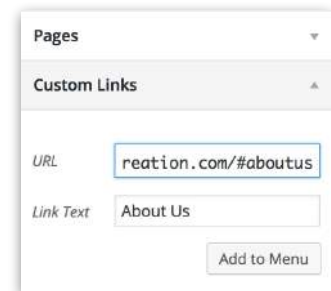 Pages
Custom Links
URL reation.com/#aboutus
Link Text About Us
Add to Menu